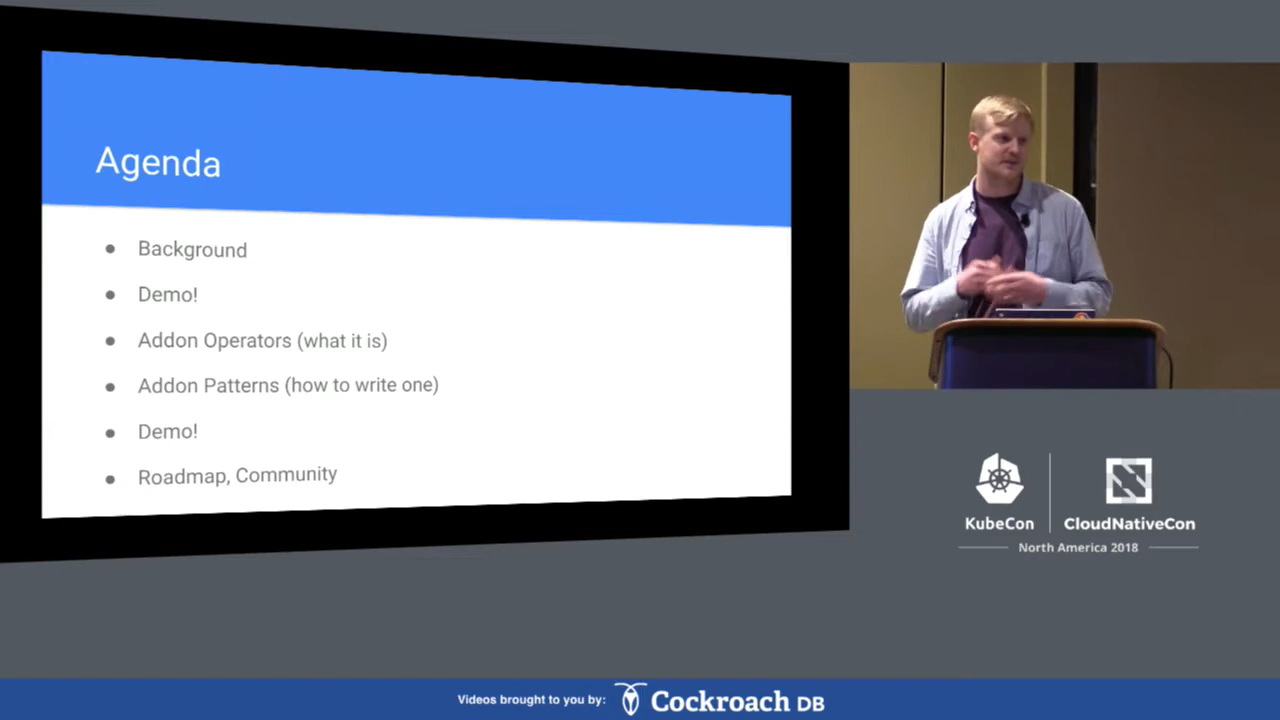 Agenda
Background
Demo!
Addon Operators (what it is)
Addon Patterns (how to write one)
Demo!
Roadmap, Community
KubeCon
CloudNativeCon
North America 2018
Videos brought to you by:
Cockroach DB